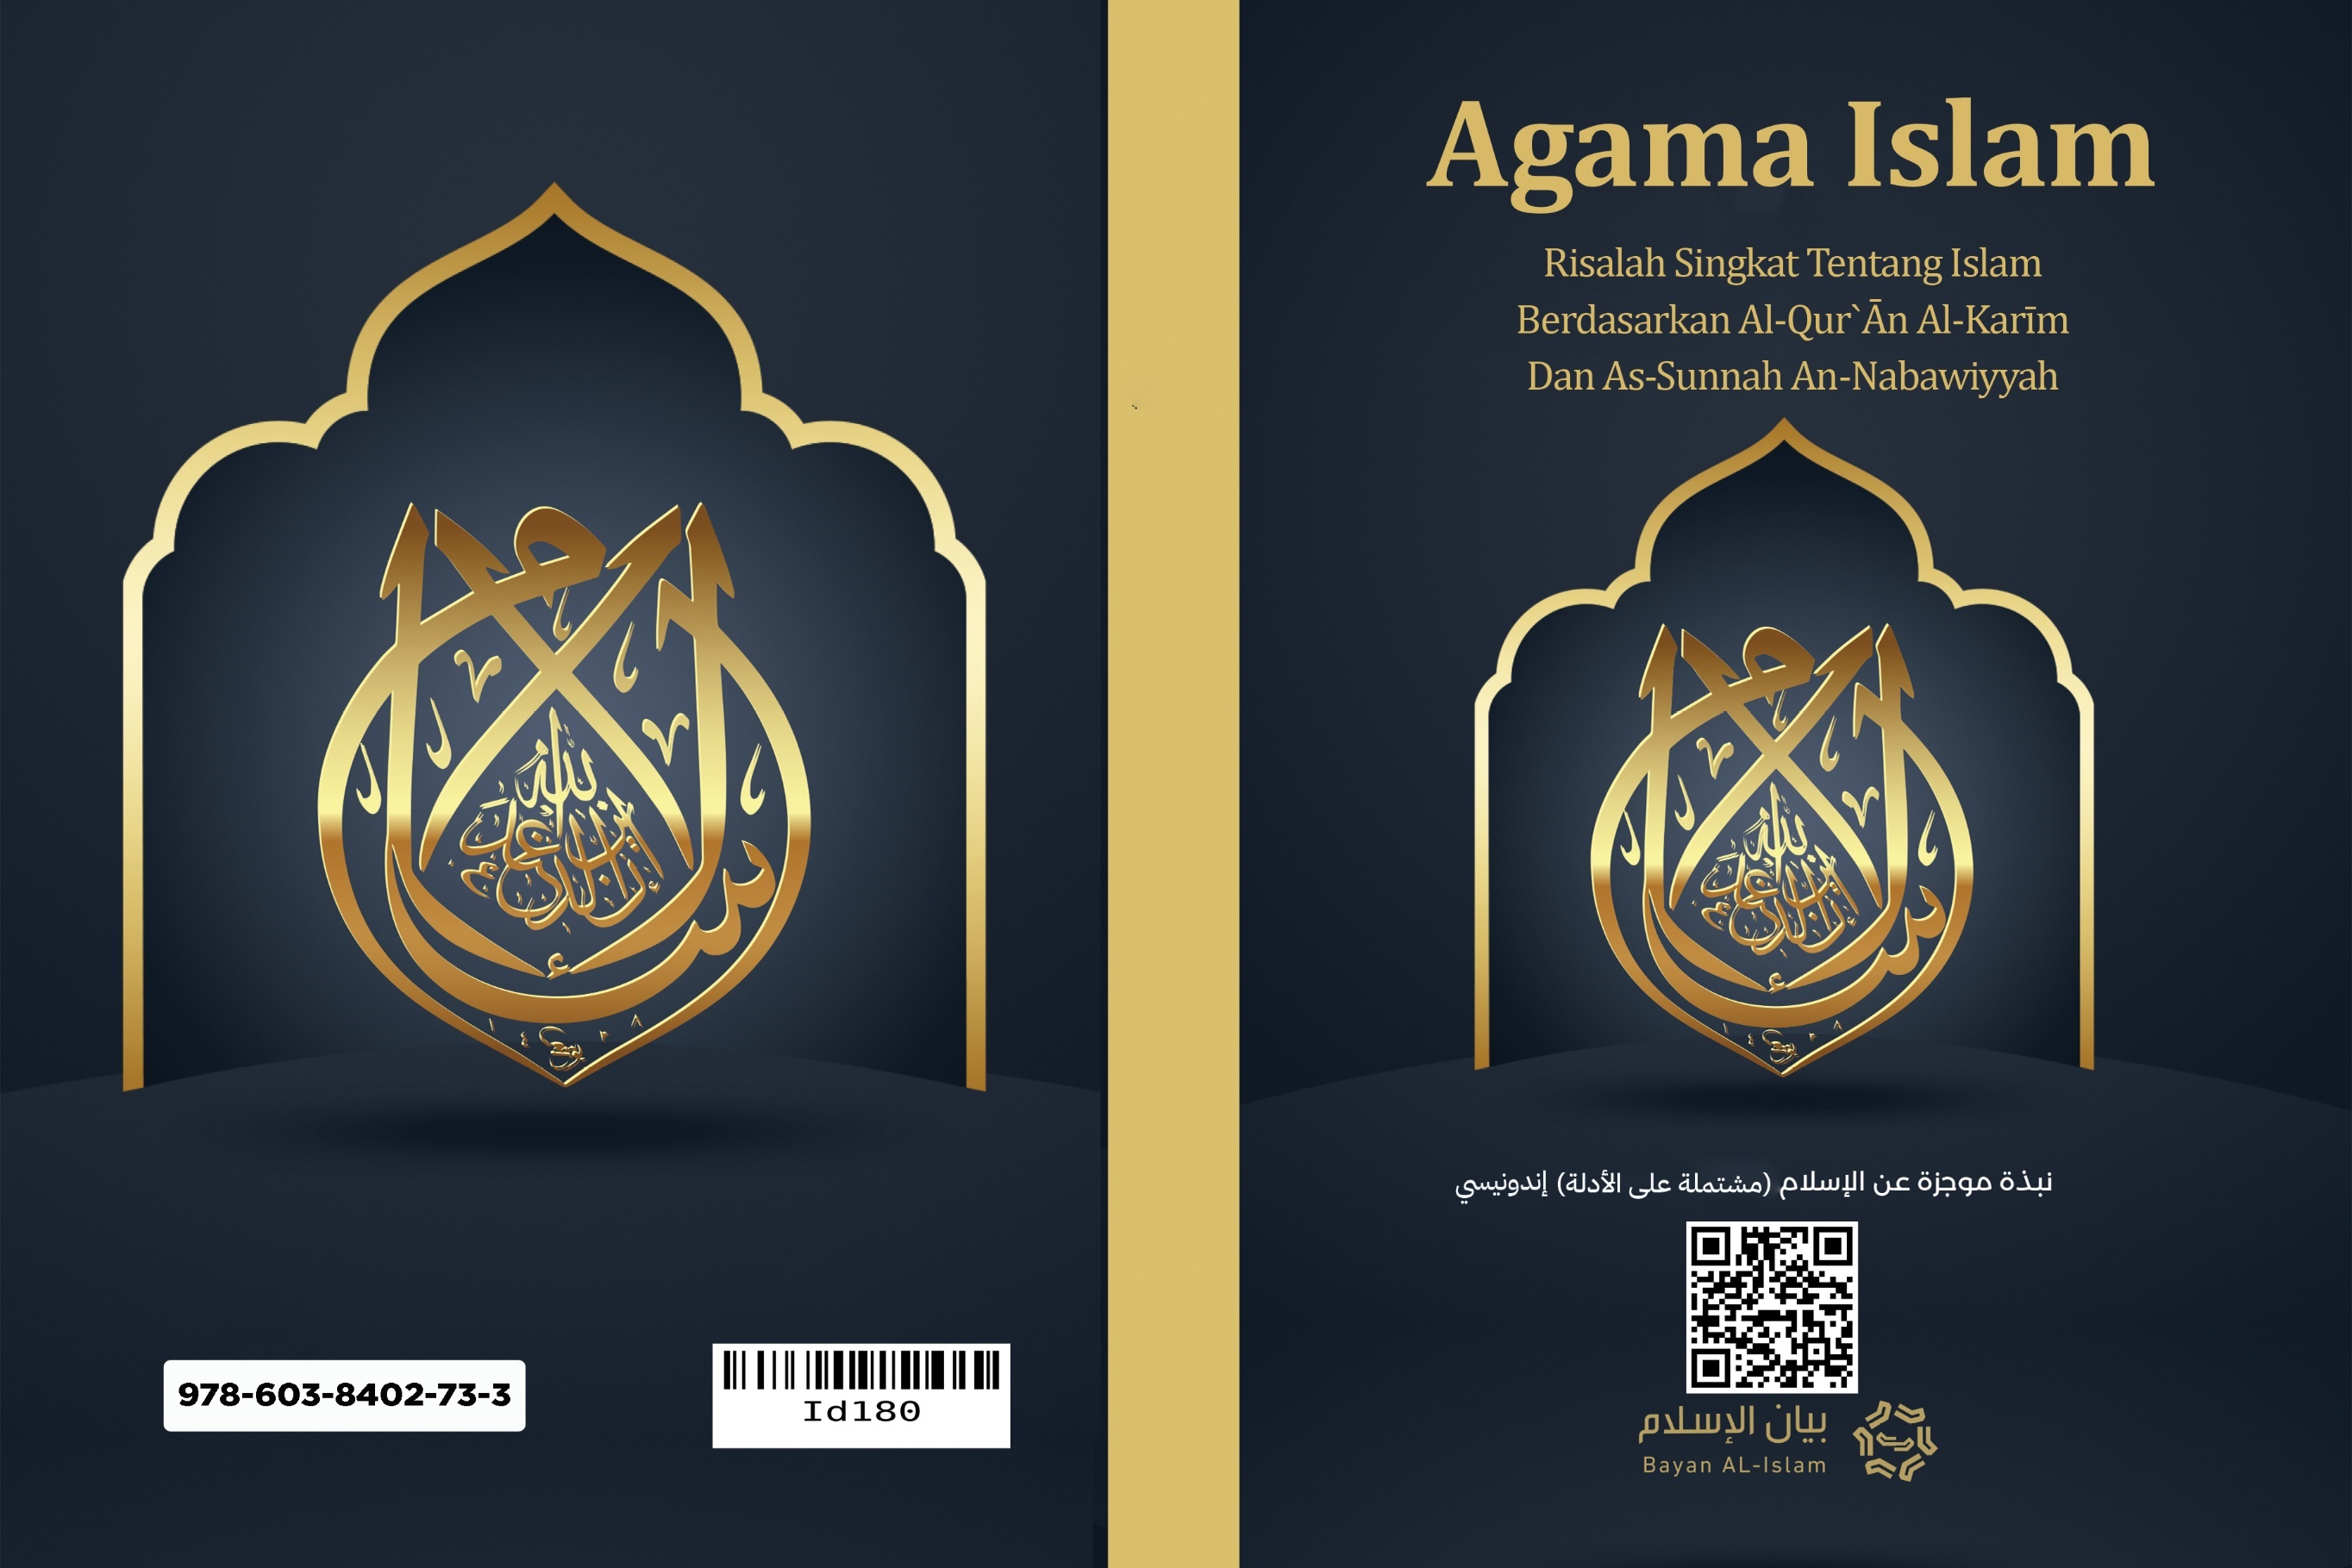 Agama Islam
Risalah Singkat Tentang Islam
Berdasarkan Al-Qur`Ān Al-Karīm
Dan As-Sunnah An-Nabawiyyah
نبذة موجزة عن الإسلام (مشتملة على الأدلة) إندونيسي
بيان الإسلام
Bayan AL-Islam
978-603-8402-73-3
Id180